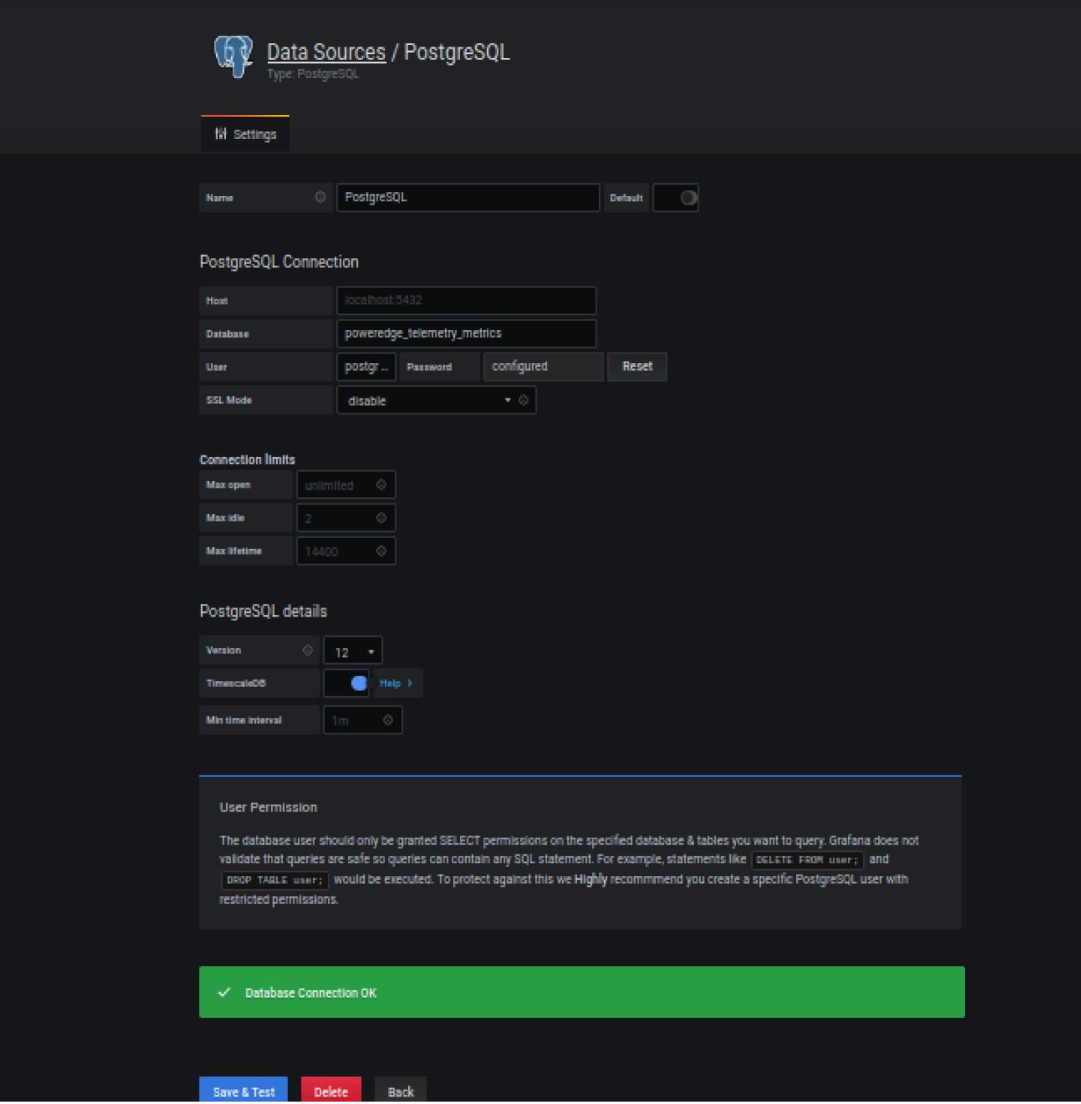 Data Sources / PostgreSQL
Type: PostgreSQL
Settings
Name PostgreSQL Default
PostgreSQL Connection
Host localhost:5432
Database poweredge_telemetry_metrics
User postgr... Password configured Reset
SSL Mode disable
Connection limits
Max open unlimited
Max idle 2
Max lifetime 14400
PostgreSQL details
Version 12
TimescaleDB Help >
Min time interval 1m
User Permission
The database user should only be granted SELECT permissions on the specified database & tables you want to query. Grafana does not
validate that queries are safe so queries can contain any SQL statement. For example, statements like DELETE FROM user; and
DROP TABLE user; would be executed. To protect against this we Highly recommmend you create a specific PostgreSQL user with
restricted permissions.
Database Connection OK
Save & Test Delete Back